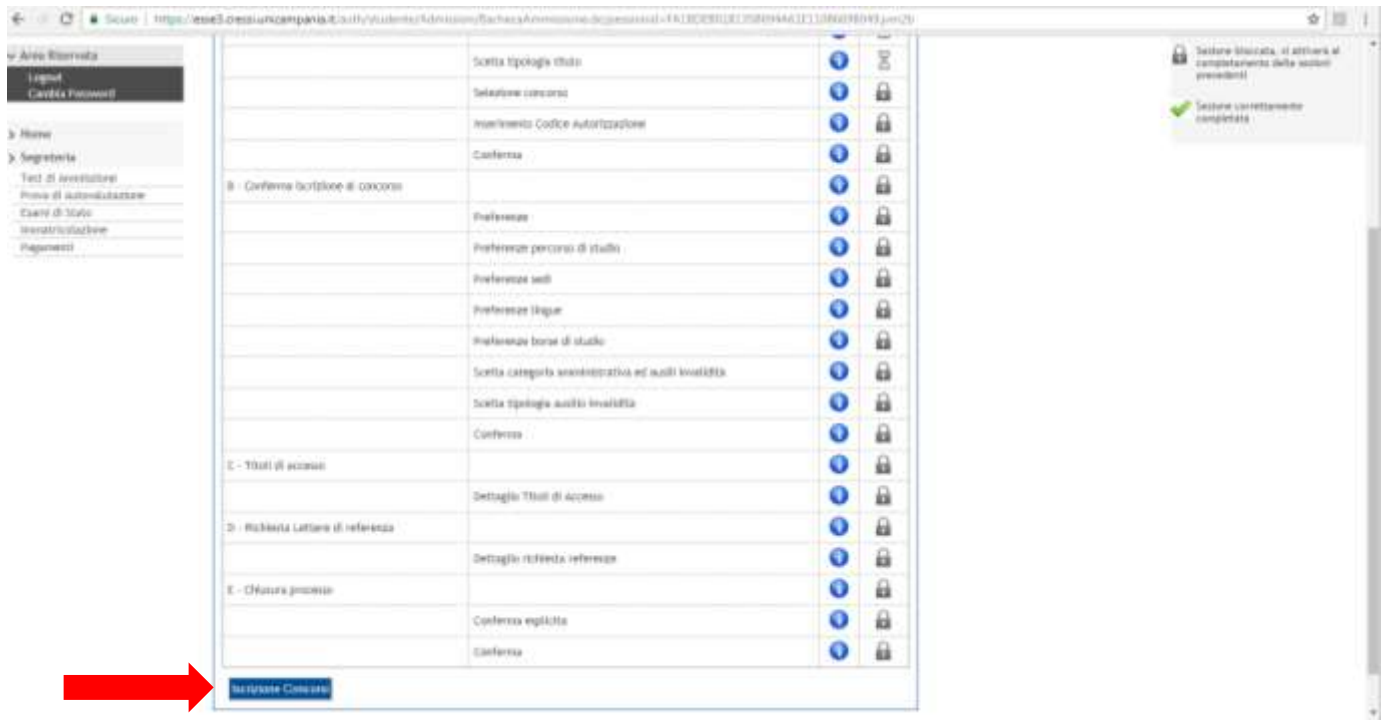 Sicuro
Area Riservata
Logout
Cambia Password
Home
Segreteria
Test di ammissione
Prova di autovalutazione
Esami di Stato
Immatricolazione
Pagamenti
Scelta tipologia titolo
Selezione concorso
Inserimento Codice Autorizzazione
Conferma
B - Conferma iscrizione al concorso
Preferenze
Preferenze percorso di studio
Preferenze sedi
Preferenze lingue
Preferenze borse di studio
Scelta categoria amministrativa ed ausili invalidità
Scelta tipologia ausilio invalidità
Conferma
C - Titoli di accesso
Dettaglio Titoli di Accesso
D - Richiesta Lettere di referenza
Dettaglio richiesta referenze
E - Chiusura processo
Conferma esplicita
Conferma
Iscrizione Concorsi
Sezione bloccata, si attiverà al
completamento delle sezioni
precedenti
Sezione correttamente
completata